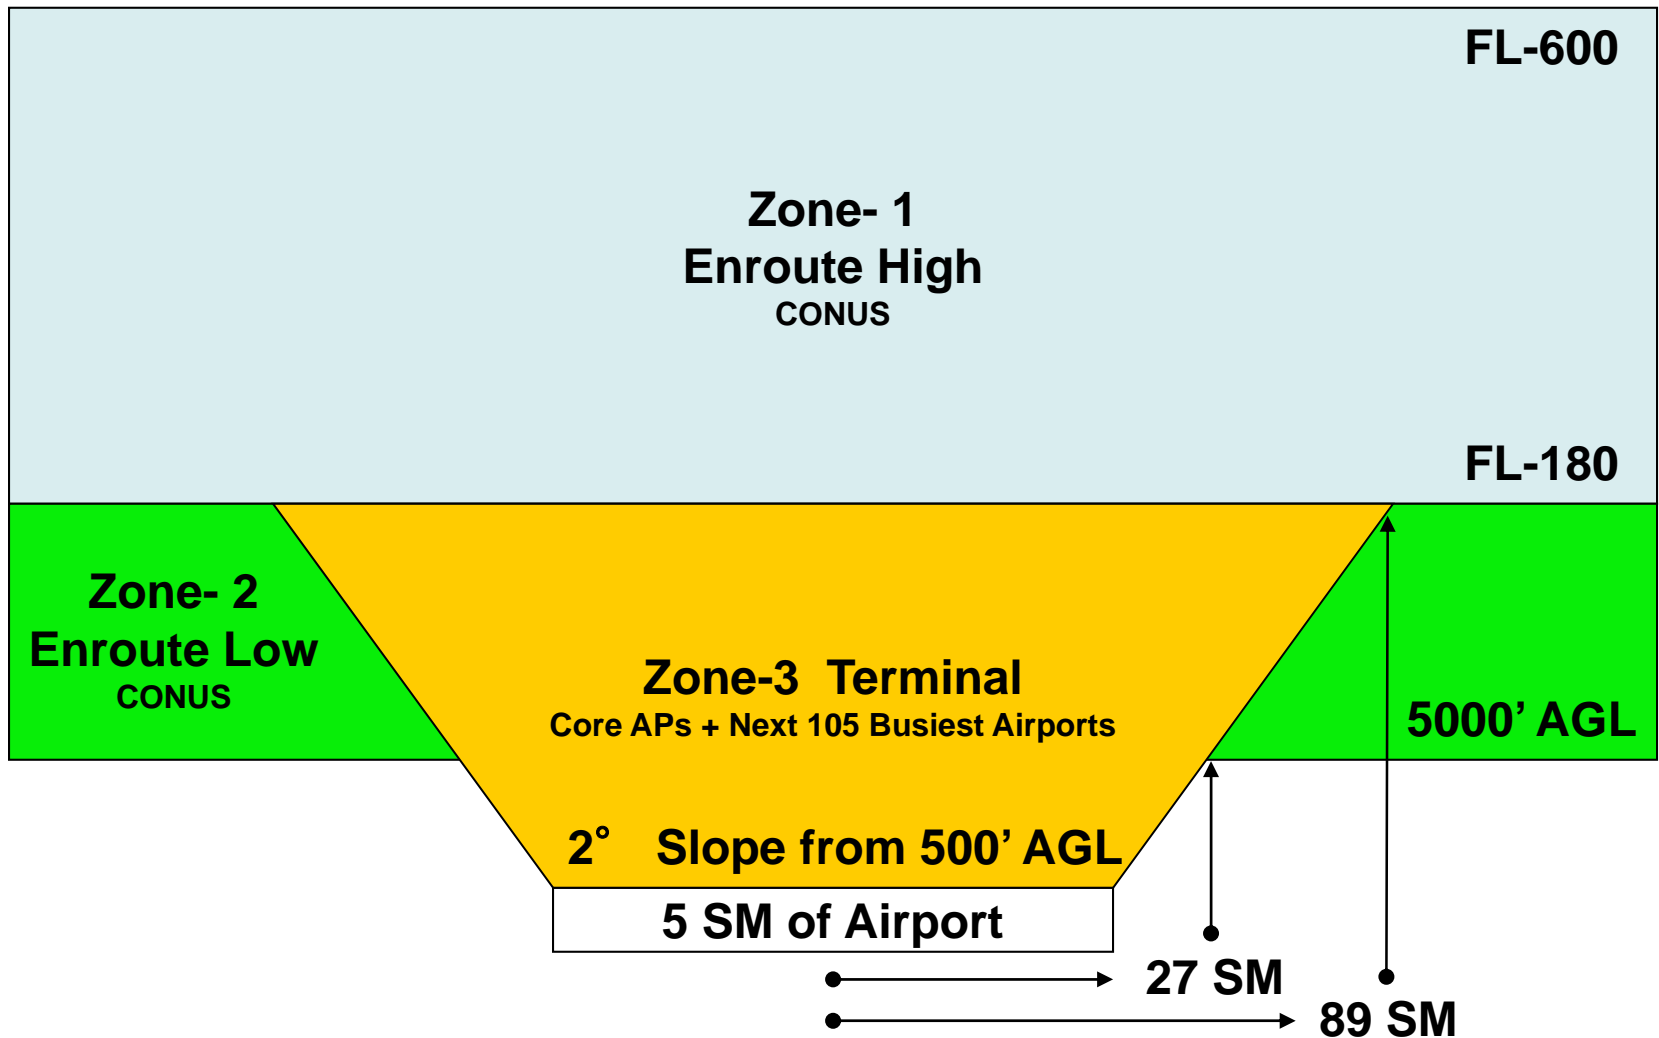 FL-600
Zone- 1
Enroute High
CONUS
FL-180
Zone- 2
Enroute Low
CONUS
Zone-3 Terminal
Core APs + Next 105 Busiest Airports
5000’ AGL
2° Slope from 500’ AGL
5 SM of Airport
27 SM
89 SM